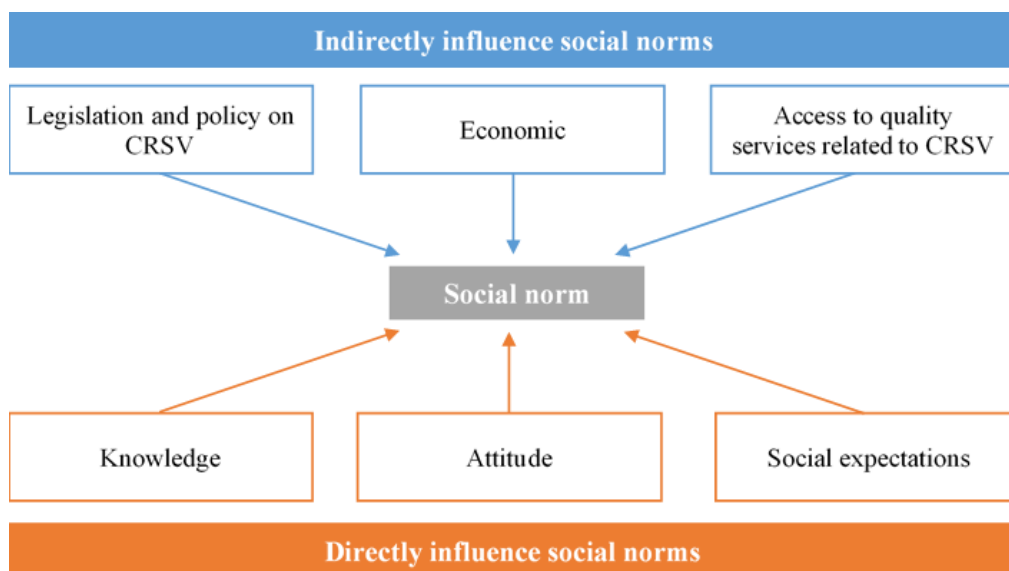 Indirectly influence social norms
Legislation and policy on
CRSV
Economic
Access to quality
services related to CRSV
Social norm
Knowledge
Attitude
Social expectations
Directly influence social norms